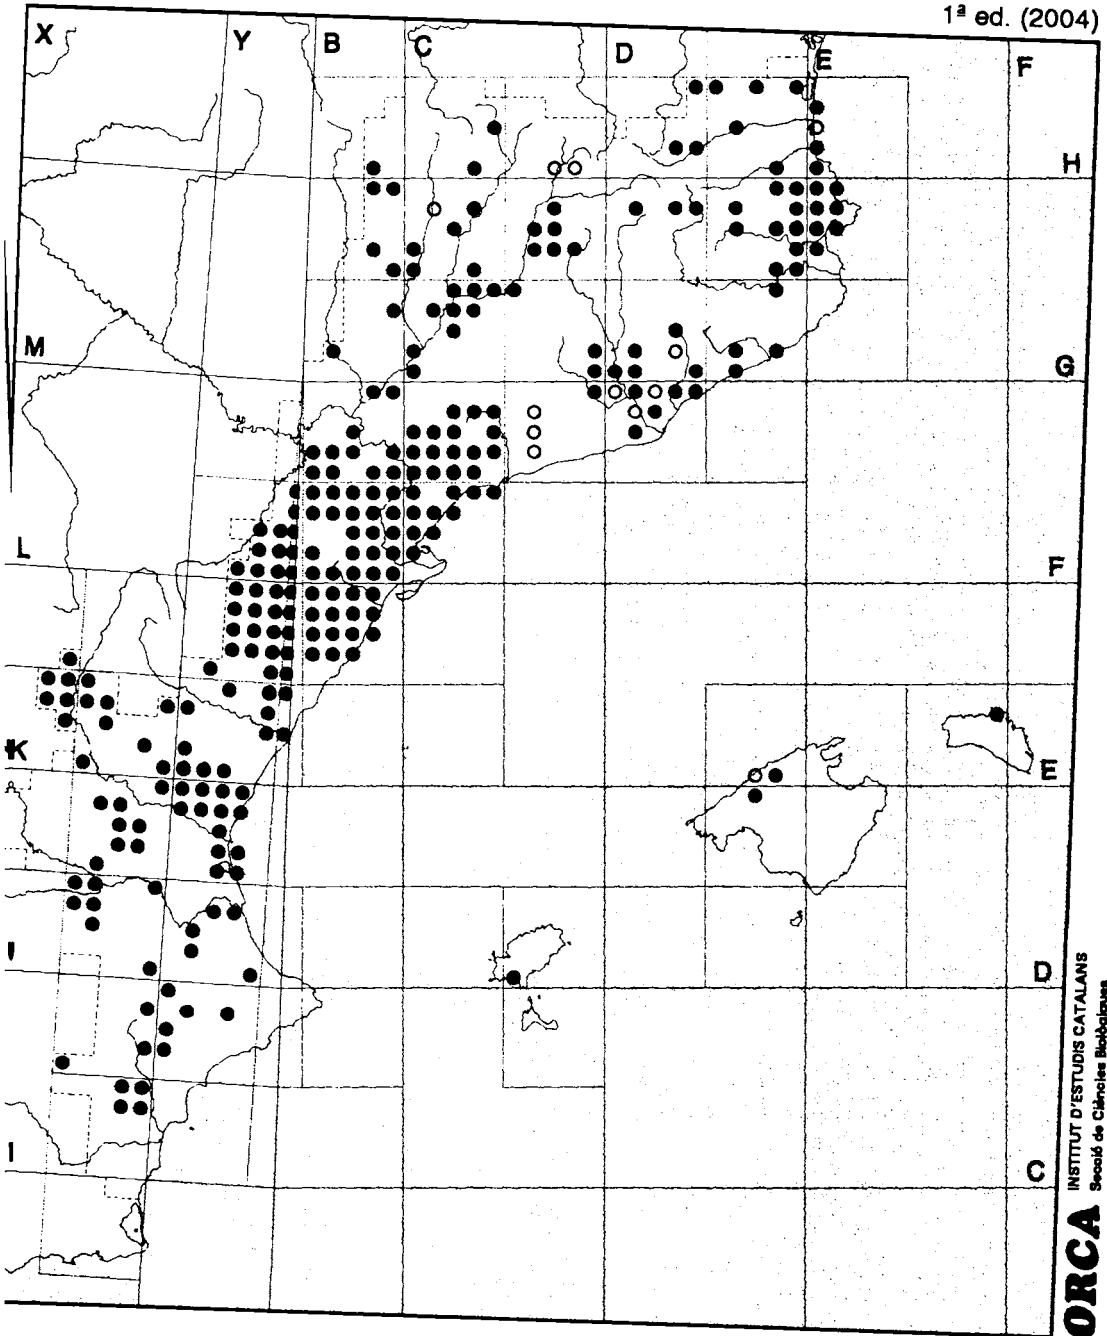 1ª ed. (2004)
X
Y
B
C
D
E
F
H
M
G
L
F
K
E
I
D
I
C
ORCA
INSTITUT D'ESTUDIS CATALANS
Secció de Ciències Biològiques